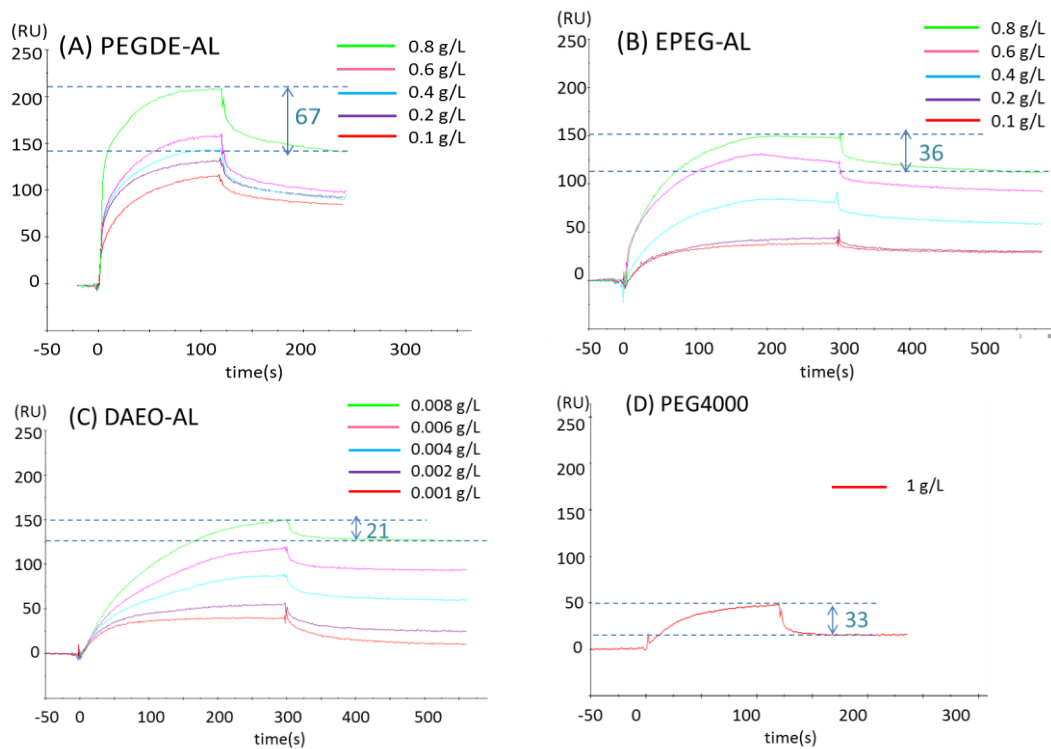 (RU)
(A) PEGDE-AL
0.8 g/L
0.6 g/L
0.4 g/L
0.2 g/L
0.1 g/L
250
200
150
100
50
0
67
-50 0 100 200 300
time(s)
(RU)
(B) EPEG-AL
0.8 g/L
0.6 g/L
0.4 g/L
0.2 g/L
0.1 g/L
250
200
150
100
50
0
36
-50 0 100 200 300 400 500
time(s)
(RU)
(C) DAEO-AL
0.008 g/L
0.006 g/L
0.004 g/L
0.002 g/L
0.001 g/L
250
200
150
100
50
0
21
-50 0 100 200 300 400 500
time(s)
(RU)
(D) PEG4000
1 g/L
250
200
150
100
50
0
33
-50 0 100 200 300
time(s)